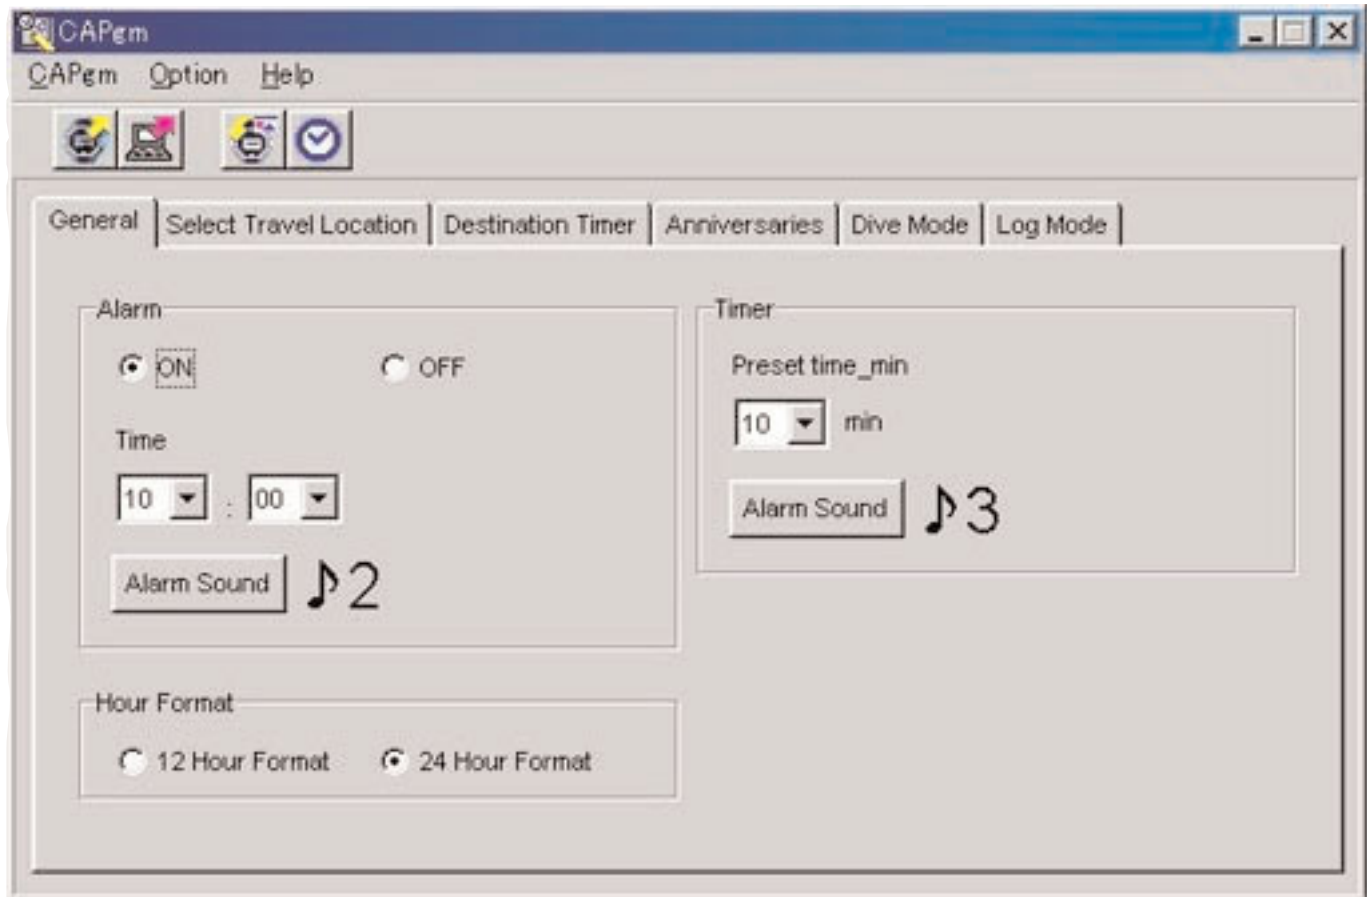 CAPgm
CAPgm Option Help
General Select Travel Location Destination Timer Anniversaries Dive Mode Log Mode
Alarm
ON OFF
Time
10 : 00
Alarm Sound ♪2
Timer
Preset time_min
10 min
Alarm Sound ♪3
Hour Format
12 Hour Format 24 Hour Format